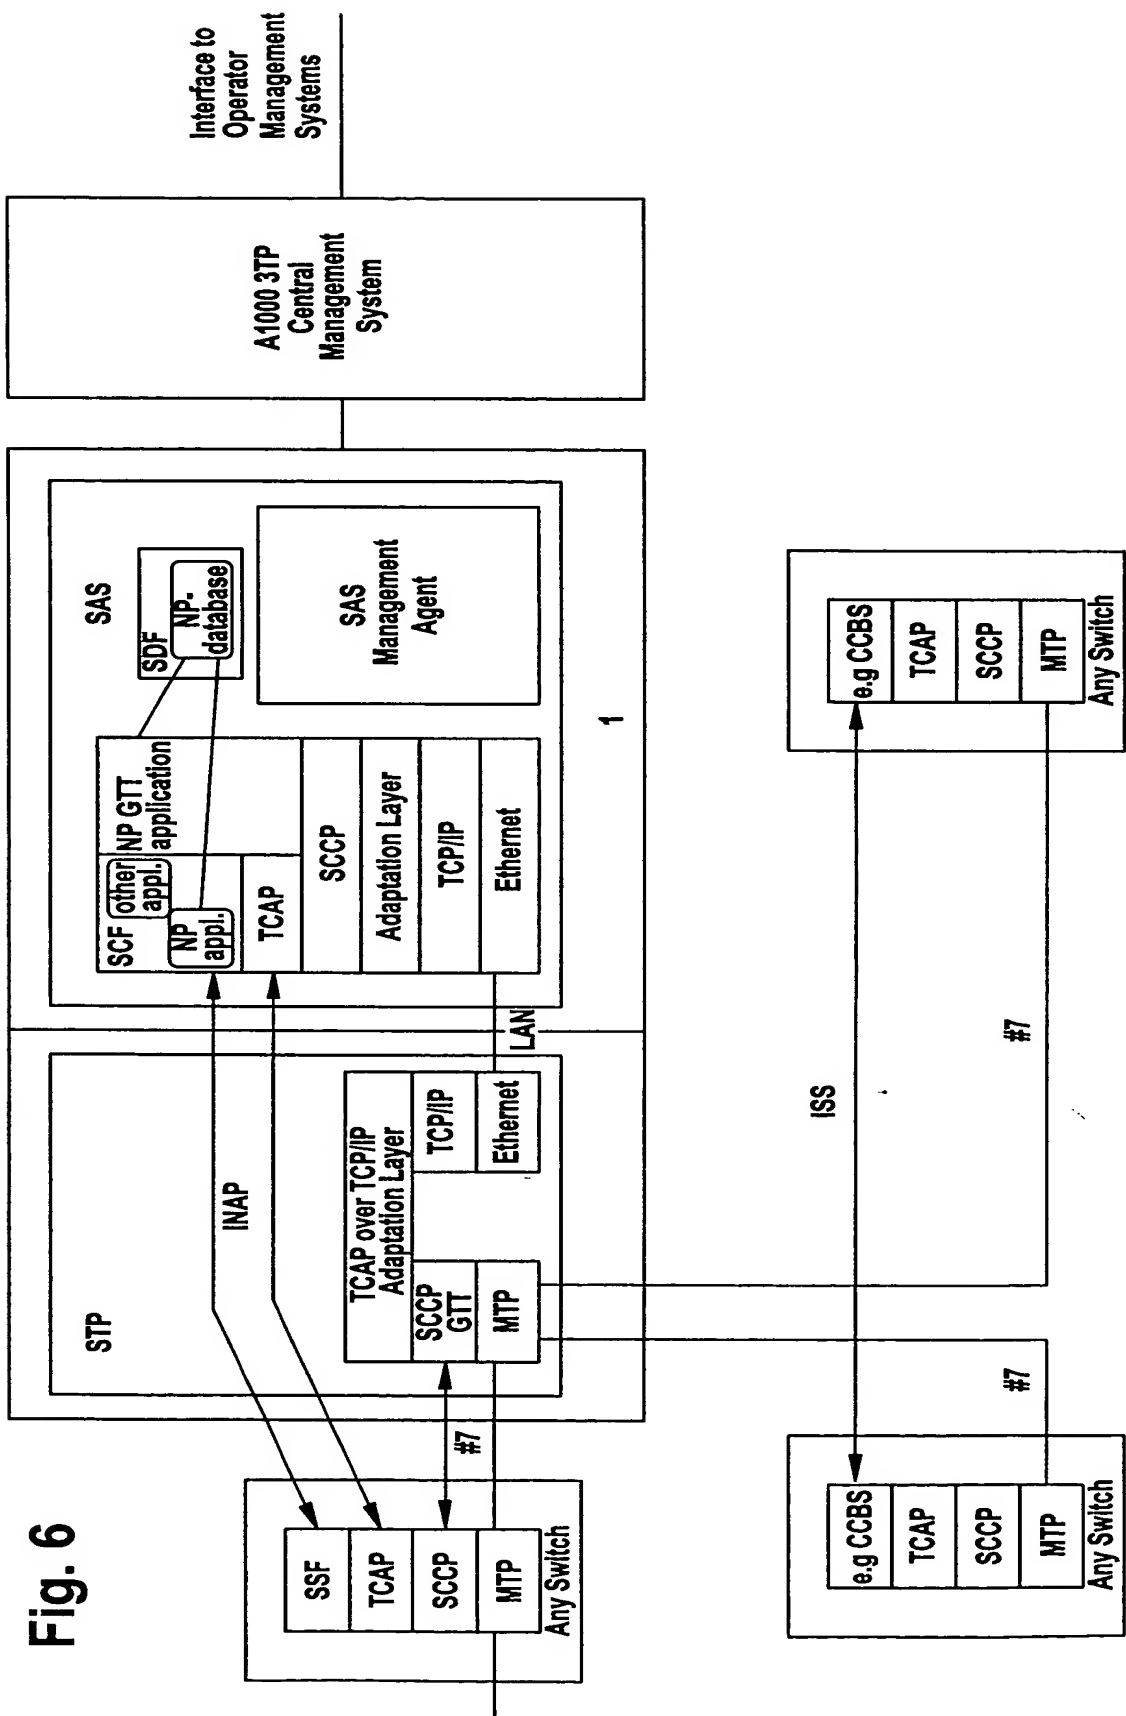 Fig. 6
Interface to
Operator
Management
Systems
A1000 3TP
Central
Management
System
SAS
SDF
NP-
database
SAS
Management
Agent
1
SCF
other
appl.
NP
appl.
NP GTT
application
TCAP
SCCP
Adaptation Layer
TCP/IP
Ethernet
LAN
STP
INAP
TCAP over TCP/IP
Adaptation Layer
SCCP
GTT
TCP/IP
MTP
Ethernet
#7
SSF
TCAP
SCCP
MTP
Any Switch
ISS
#7
#7
e.g CCBS
TCAP
SCCP
MTP
Any Switch
e.g CCBS
TCAP
SCCP
MTP
Any Switch